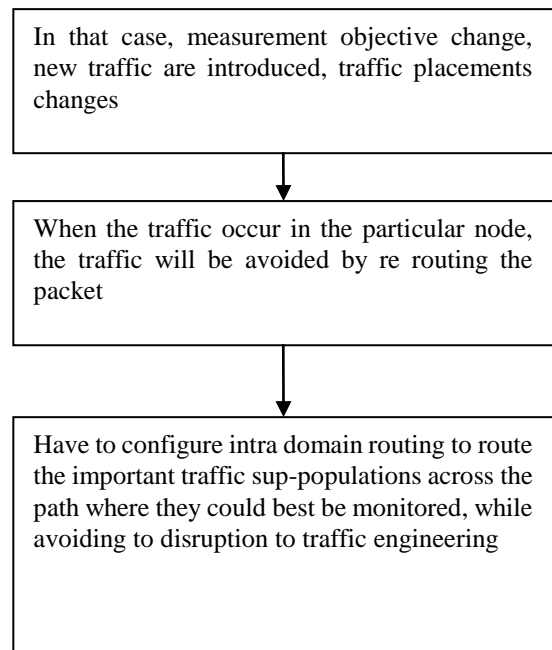 In that case, measurement objective change,
new traffic are introduced, traffic placements
changes
When the traffic occur in the particular node,
the traffic will be avoided by re routing the
packet
Have to configure intra domain routing to route
the important traffic sup-populations across the
path where they could best be monitored, while
avoiding to disruption to traffic engineering